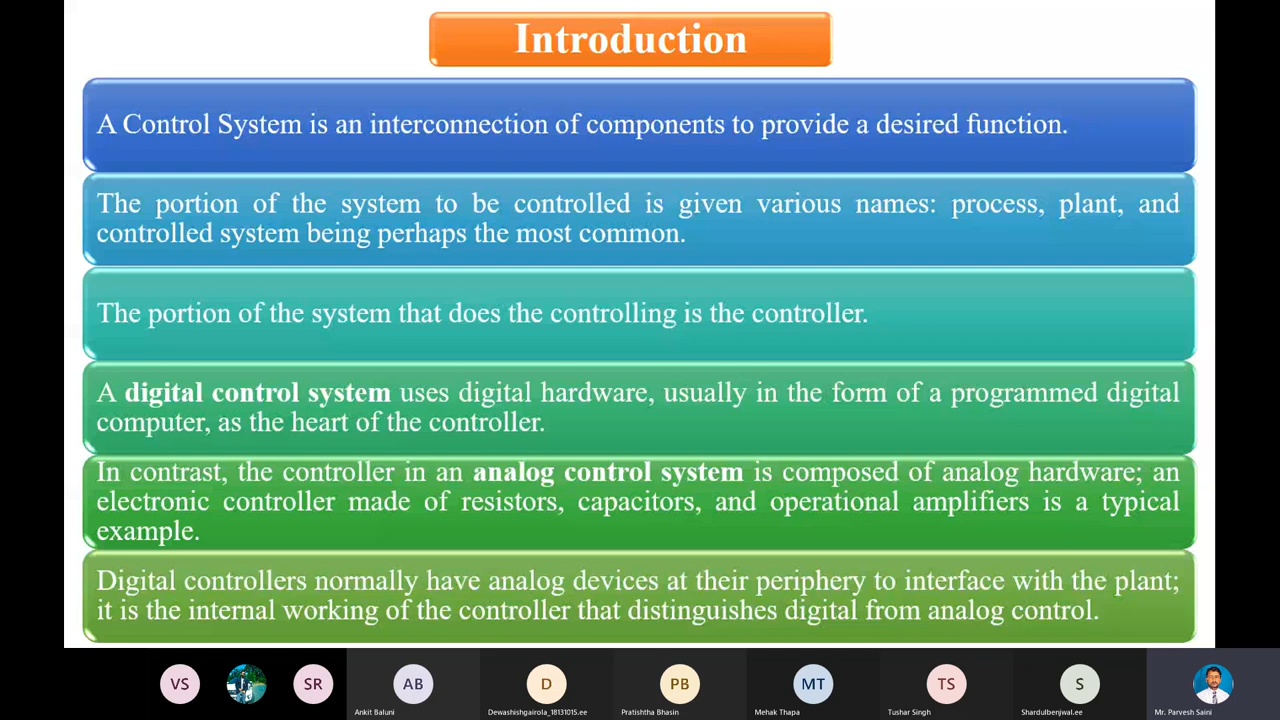 Introduction
A Control System is an interconnection of components to provide a desired function.
The portion of the system to be controlled is given various names: process, plant, and
controlled system being perhaps the most common.
The portion of the system that does the controlling is the controller.
A digital control system uses digital hardware, usually in the form of a programmed digital
computer, as the heart of the controller.
In contrast, the controller in an analog control system is composed of analog hardware; an
electronic controller made of resistors, capacitors, and operational amplifiers is a typical
example.
Digital controllers normally have analog devices at their periphery to interface with the plant;
it is the internal working of the controller that distinguishes digital from analog control.
VS
SR
AB
D
PB
MT
TS
S
Ankit Baluni
Dewashishgairola_18131015.ee
Pratishtha Bhasin
Mehak Thapa
Tushar Singh
Shardulbenjwal.ee
Mr. Parvesh Saini